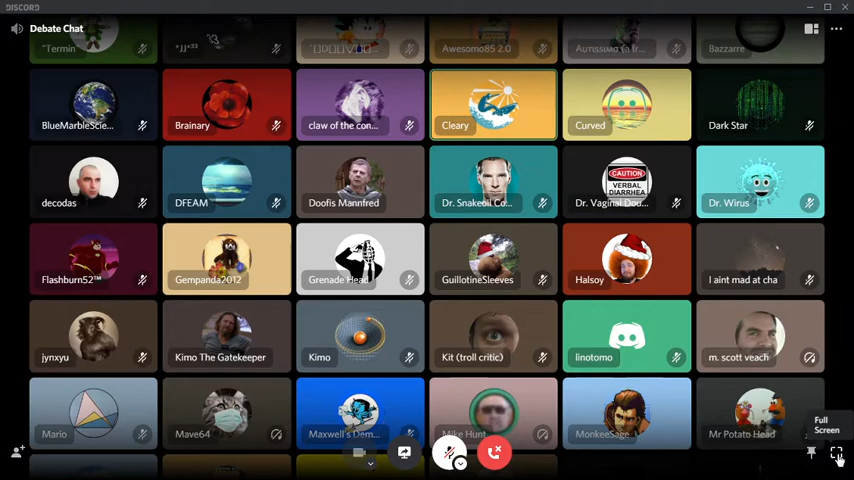 DISCORD
Debate Chat
"Termin
Awesomo85 2.0
Bazzarre
BlueMarbleScie...
Brainary
claw of the con...
Cleary
Curved
Dark Star
decodas
DFEAM
Doofis Mannfred
Dr. Snakeoil Co...
CAUTION
VERBAL
DIARRHEA
Dr. Vaginal Dou...
Dr. Wirus
Flashburn52™
Gempanda2012
Grenade Head
GuillotineSleeves
Halsoy
I aint mad at cha
jynxyu
Kimo The Gatekeeper
Kimo
Kit (troll critic)
linotomo
m. scott veach
Mario
Mave64
Maxwell's Dem...
Mike Hunt
MonkeeSage
Mr Potato Head
Full
Screen